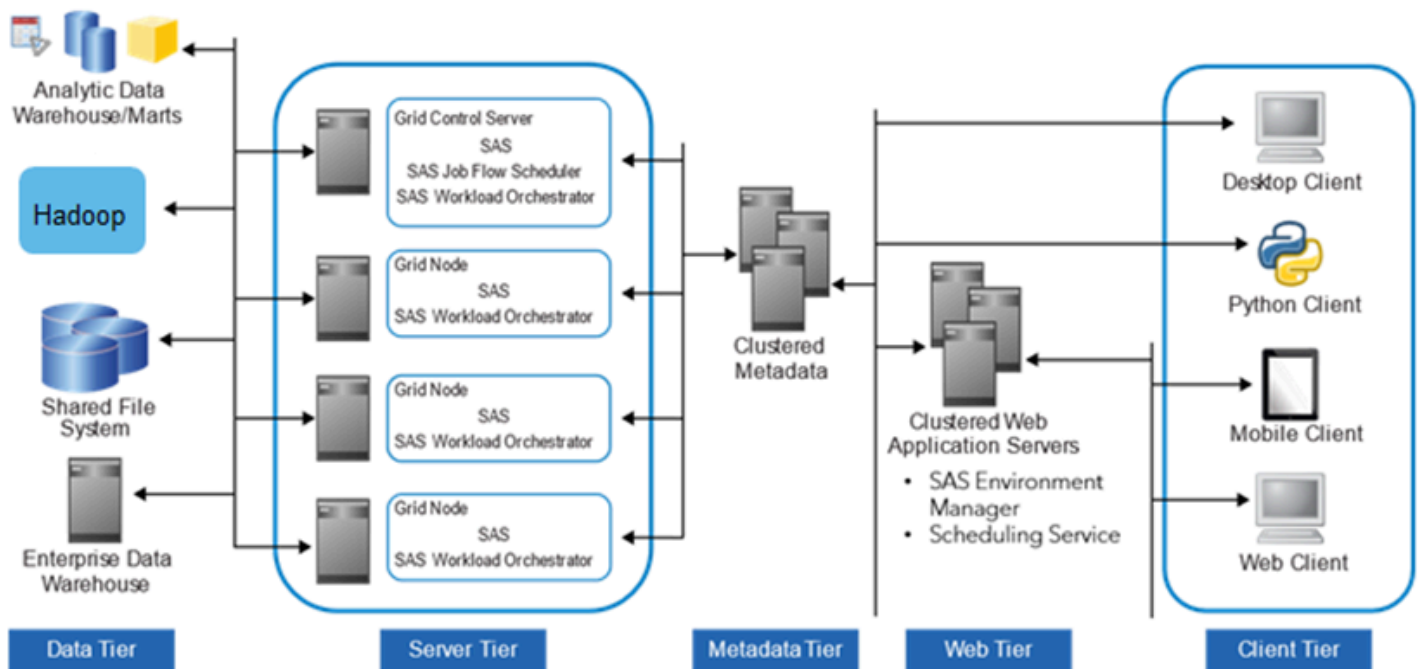 Analytic Data
Warehouse/Marts
Hadoop
Shared File
System
Enterprise Data
Warehouse
Data Tier
Grid Control Server
SAS
SAS Job Flow Scheduler
SAS Workload Orchestrator
Grid Node
SAS
SAS Workload Orchestrator
Grid Node
SAS
SAS Workload Orchestrator
Grid Node
SAS
SAS Workload Orchestrator
Server Tier
Clustered
Metadata
Metadata Tier
Clustered Web
Application Servers
• SAS Environment
Manager
• Scheduling Service
Web Tier
Desktop Client
Python Client
Mobile Client
Web Client
Client Tier